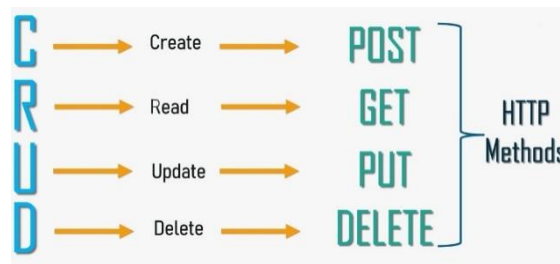 C Create POST
R Read GET
U Update PUT
D Delete DELETE
HTTP
Methods